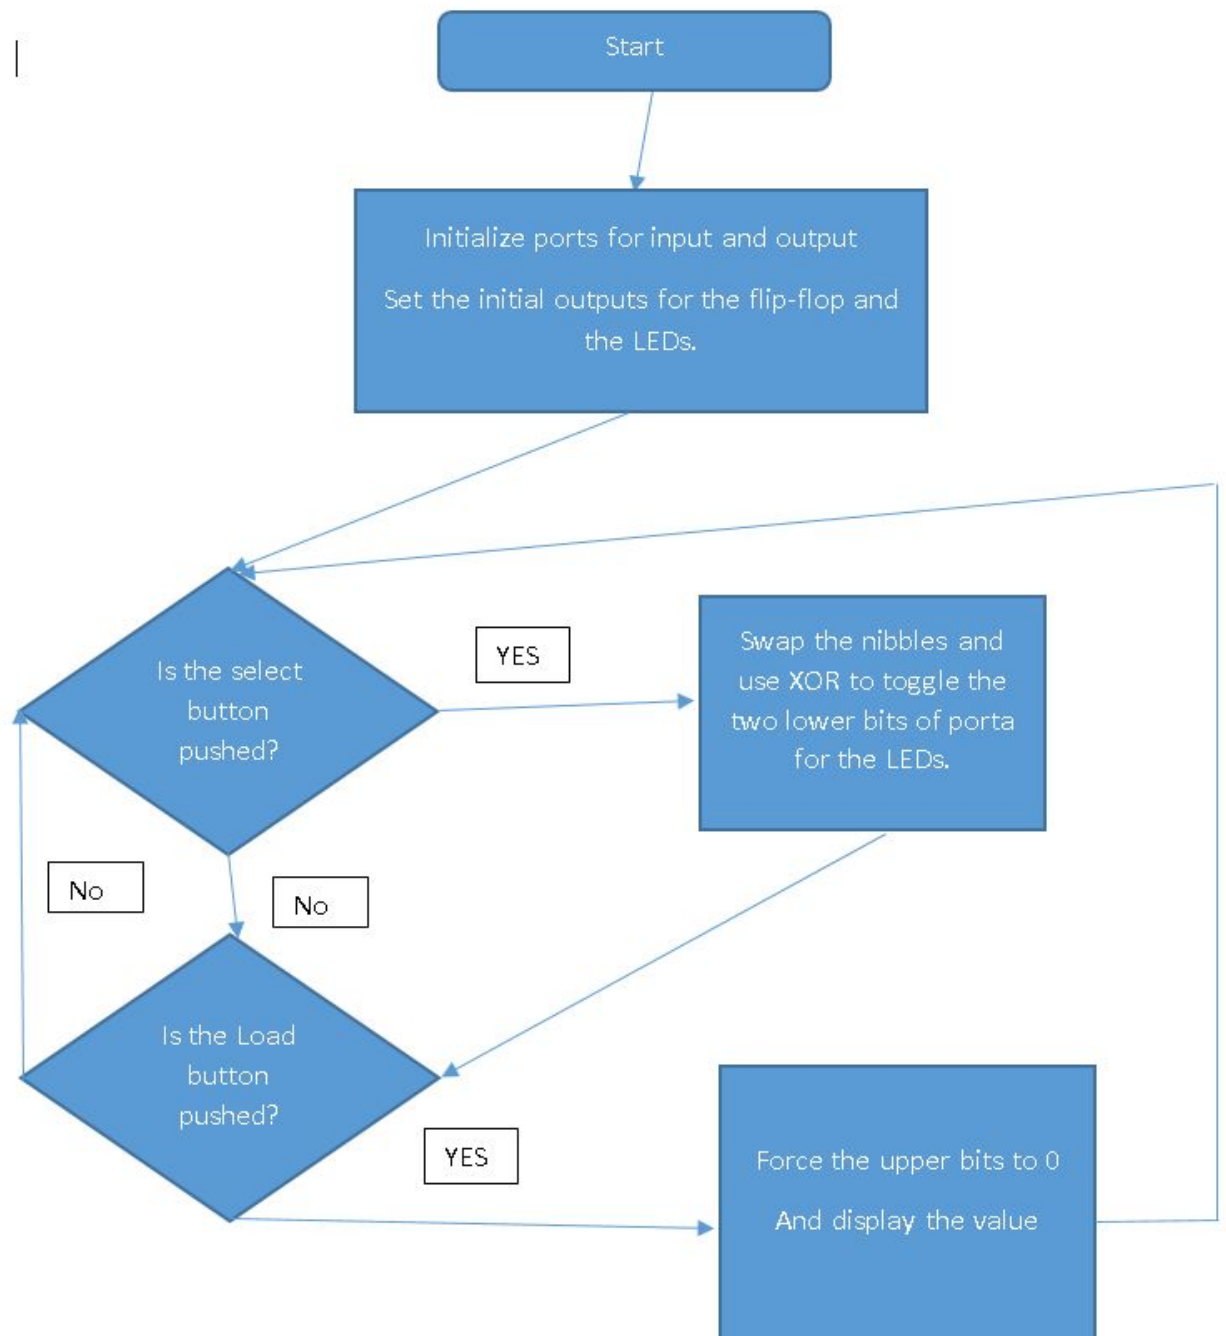 Start
Initialize ports for input and output
Set the initial outputs for the flip-flop and
the LEDs.
Is the select
button
pushed?
YES
Swap the nibbles and
use XOR to toggle the
two lower bits of porta
for the LEDs.
No
No
Is the Load
button
pushed?
YES
Force the upper bits to 0
And display the value